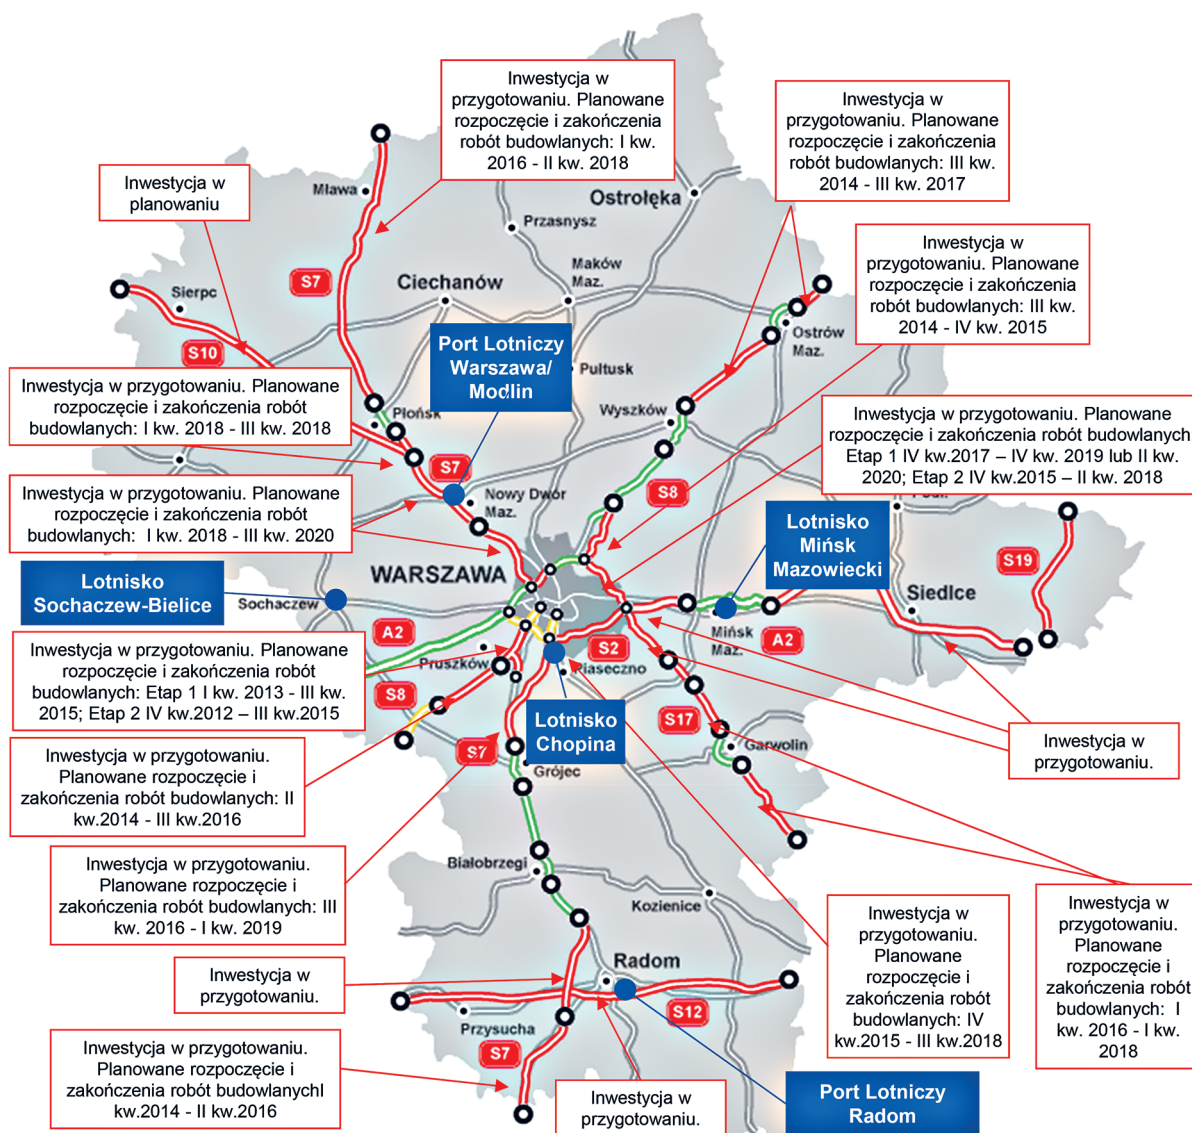 Inwestycja w
przygotowaniu. Planowane
rozpoczęcie i zakończenia
robót budowlanych: I kw.
2016 - II kw. 2018
Inwestycja w
przygotowaniu. Planowane
rozpoczęcie i zakończenia
robót budowlanych: III kw.
2014 - III kw. 2017
Inwestycja w
planowaniu
Mława
Ostrołęka
Przasnysz
Inwestycja w
przygotowaniu. Planowane
rozpoczęcie i zakończenia
robót budowlanych: III kw.
2014 - IV kw. 2015
Maków
Maz.
S7
Ciechanów
Sierpc
S10
Ostrów
Maz.
Port Lotniczy
Warszawa/
Modlin
Pułtusk
Inwestycja w przygotowaniu. Planowane
rozpoczęcie i zakończenia robót
budowlanych: I kw. 2018 - III kw. 2018
Płońsk
Wyszków
Inwestycja w przygotowaniu. Planowane
rozpoczęcie i zakończenia robót budowlanych
Etap 1 IV kw.2017 – IV kw. 2019 lub II kw.
2020; Etap 2 IV kw.2015 – II kw. 2018
S7
Inwestycja w przygotowaniu. Planowane
rozpoczęcie i zakończenia robót
budowlanych: I kw. 2018 - III kw. 2020
Nowy Dwór
Maz.
S8
Lotnisko
Mińsk
Mazowiecki
S19
WARSZAWA
Lotnisko
Sochaczew-Bielice
Sochaczew
Siedlce
A2
Mińsk
Maz.
A2
Pruszków
S2
Piaseczno
Inwestycja w przygotowaniu. Planowane
rozpoczęcie i zakończenia robót
budowlanych: Etap 1 I kw. 2013 - III kw.
2015; Etap 2 IV kw.2012 – III kw.2015
S8
S17
Lotnisko
Chopina
S7
Garwolin
Grójec
Inwestycja w
przygotowaniu.
Inwestycja w przygotowaniu.
Planowane rozpoczęcie i
zakończenia robót budowlanych: II
kw.2014 - III kw.2016
Białobrzegi
Inwestycja w przygotowaniu.
Planowane rozpoczęcie i
zakończenia robót budowlanych: III
kw. 2016 - I kw. 2019
Kozienice
Inwestycja w
przygotowaniu.
Planowane
rozpoczęcie i
zakończenia robót
budowlanych: IV
kw.2015 - III kw.2018
Inwestycja w
przygotowaniu.
Planowane
rozpoczęcie i
zakończenia robót
budowlanych: I
kw. 2016 - I kw.
2018
Inwestycja w
przygotowaniu.
Radom
S12
Przysucha
S7
Inwestycja w przygotowaniu.
Planowane rozpoczęcie i
zakończenia robót budowlanychI
kw.2014 - II kw.2016
Inwestycja w
przygotowaniu.
Port Lotniczy
Radom